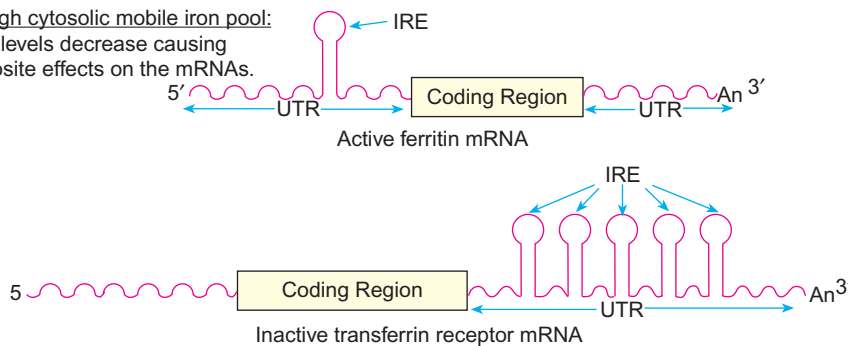 gh cytosolic mobile iron pool:
levels decrease causing
osite effects on the mRNAs.
IRE
5′ UTR Coding Region UTR An 3′
Active ferritin mRNA
IRE
5 Coding Region UTR An3′
Inactive transferrin receptor mRNA